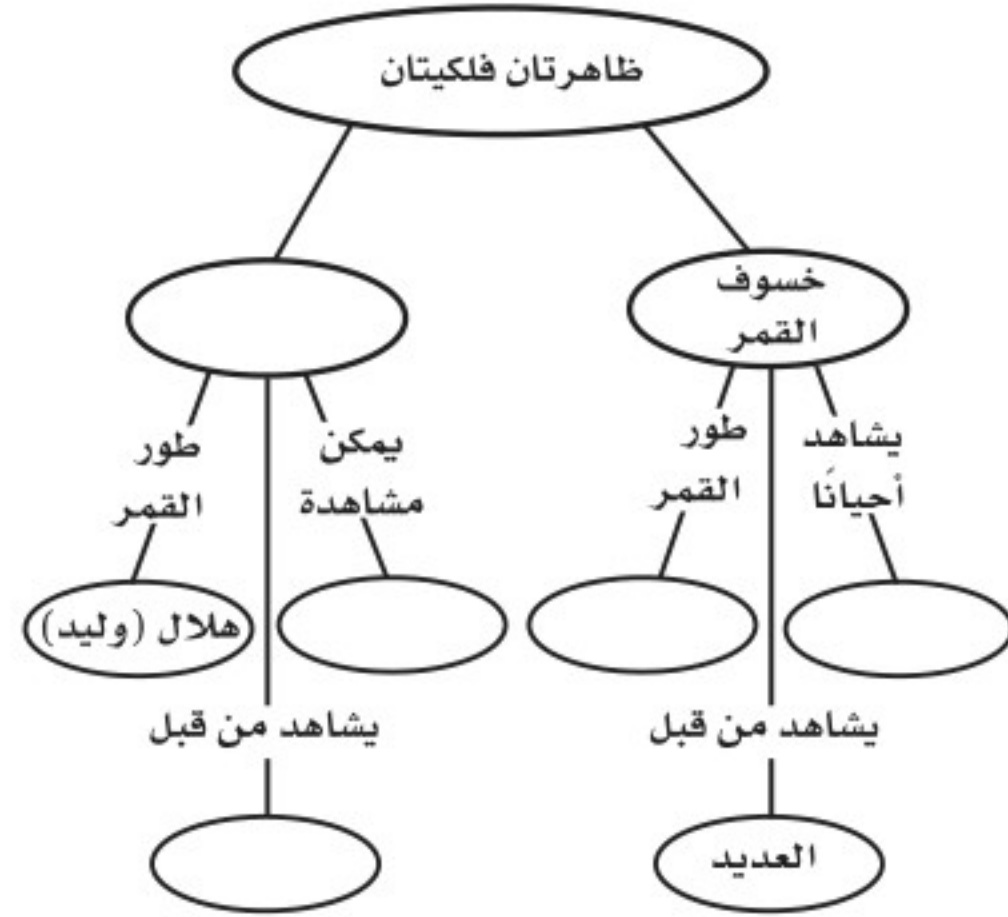 ظاهرتان فلكيتان
خسوف
القمر
يشاهد
أحيانًا
طور
القمر
يمكن
مشاهدة
طور
القمر
هلال (وليد)
يشاهد من قبل
يشاهد من قبل
العديد